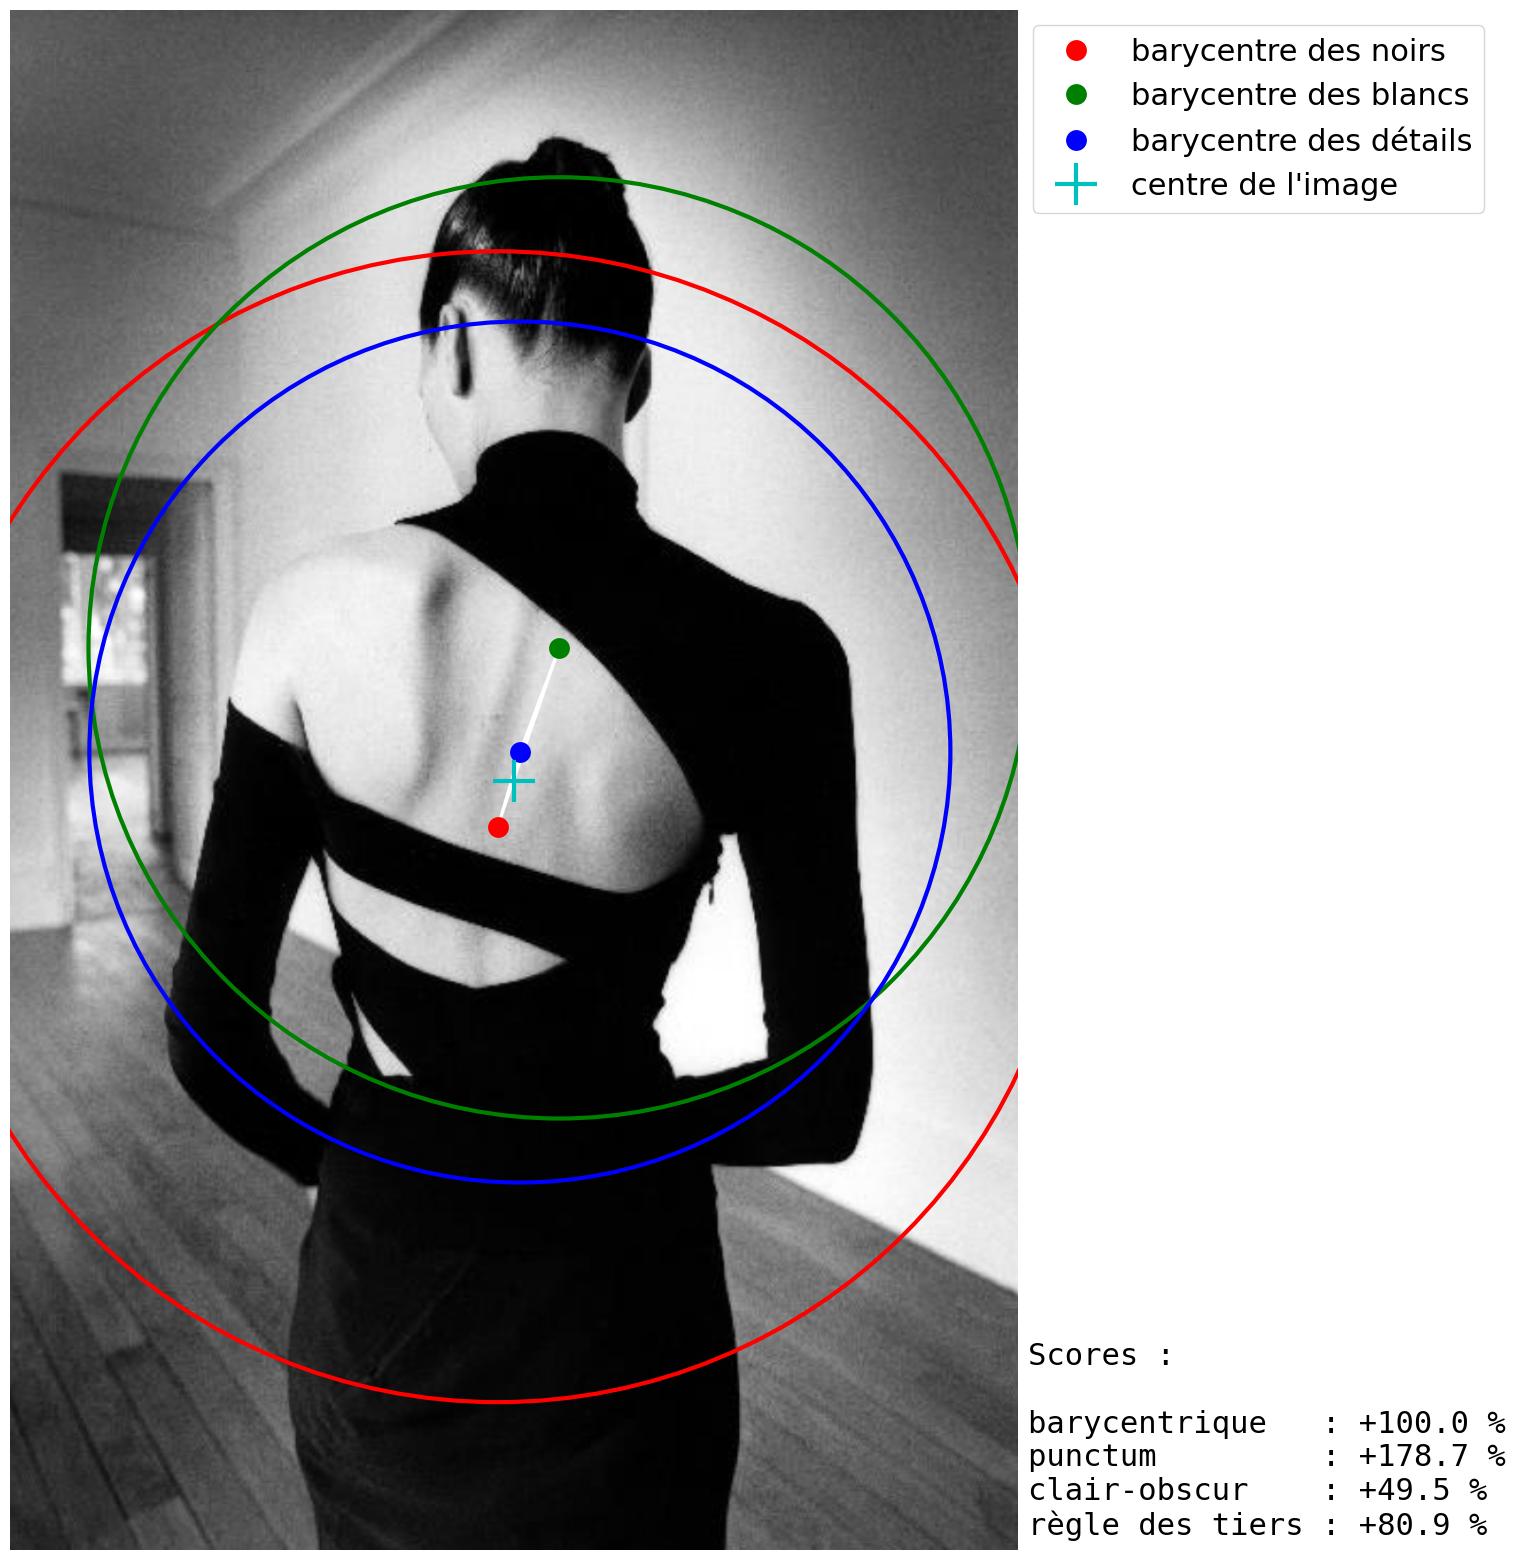 barycentre des noirs
barycentre des blancs
barycentre des détails
centre de l'image
Scores :
barycentrique   : +100.0 %
punctum         : +178.7 %
clair-obscur    : +49.5 %
règle des tiers : +80.9 %